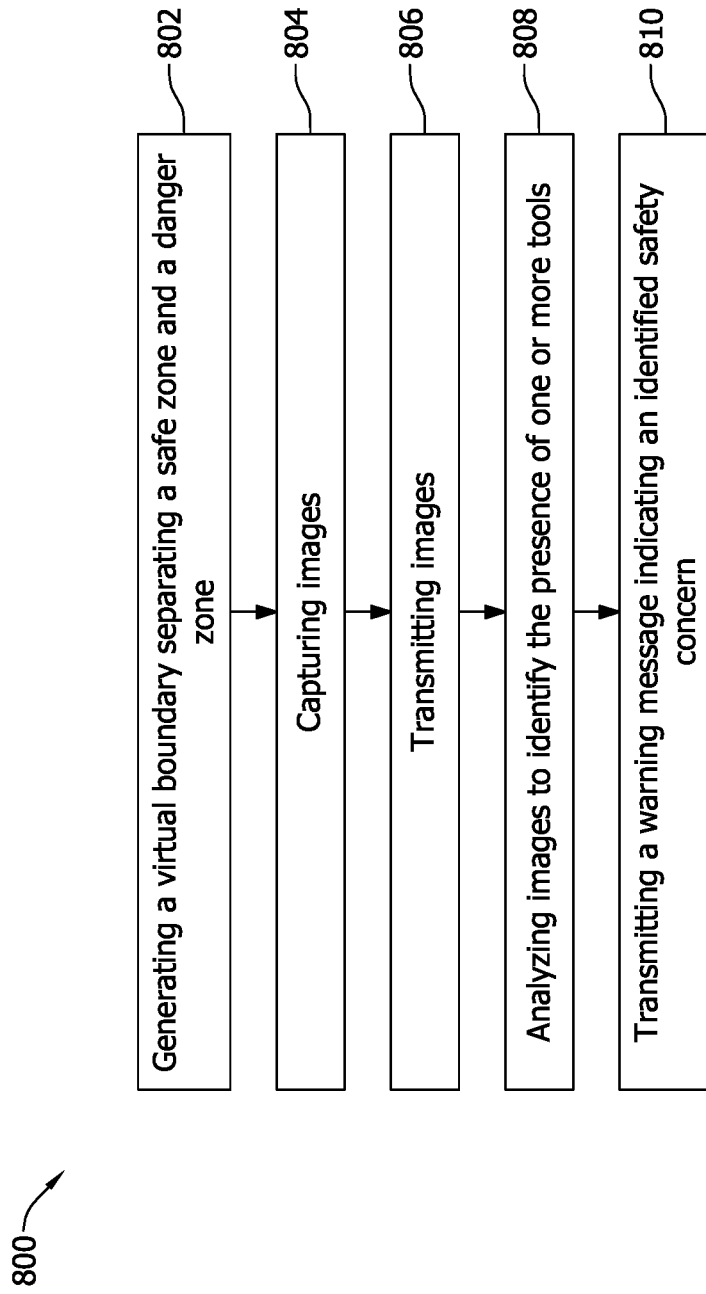 800
Generating a virtual boundary separating a safe zone and a danger
zone
802
Capturing images
804
Transmitting images
806
Analyzing images to identify the presence of one or more tools
808
Transmitting a warning message indicating an identified safety
concern
810